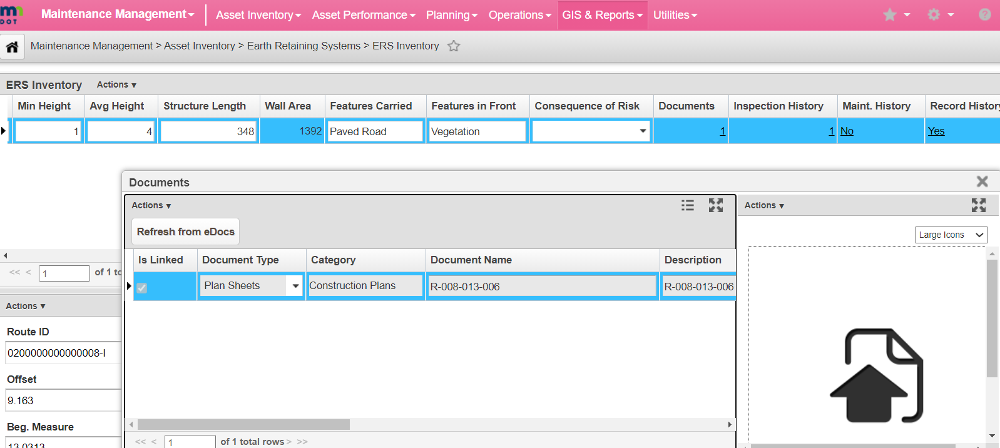 mn
DOT
Maintenance Management
Asset Inventory
Asset Performance
Planning
Operations
GIS & Reports
Utilities
?
Maintenance Management > Asset Inventory > Earth Retaining Systems > ERS Inventory
ERS Inventory Actions
Min Height Avg Height Structure Length Wall Area Features Carried Features in Front Consequence of Risk Documents Inspection History Maint. History Record History
1 4 348 1392 Paved Road Vegetation 1 1 No Yes
Documents
Actions
Actions
Refresh from eDocs
Large Icons
Is Linked Document Type Category Document Name Description
Plan Sheets Construction Plans R-008-013-006 R-008-013-006
<< < 1 of 1 to
Actions
Route ID
0200000000000008-I
Offset
9.163
Beg. Measure
13.0313
<< < 1 of 1 total rows > >>